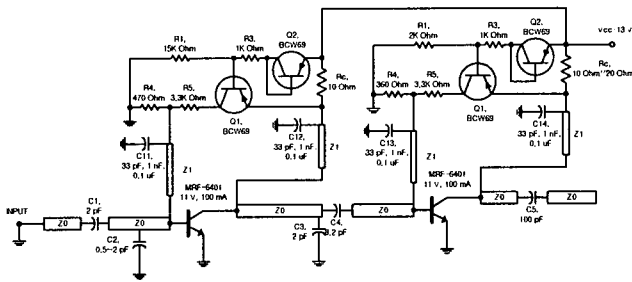 R1,
15K Ohm
R3,
1K Ohm
Q2,
BCW69
R4,
470 Ohm
R5,
3,3K Ohm
Q1,
BCW69
Rc,
10 Ohm
C11,
33 pF, 1 nF,
0,1 uF
Z1
C12,
33 pF, 1 nF,
0,1 uF
Z1
MRF-6401
11 V, 100 mA
INPUT
Z0
C1,
2 pF
Z0
C2,
0,5~2 pF
Z0
C3,
2 pF
C4,
Z0
R1,
2K Ohm
R3,
1K Ohm
Q2,
BCW69
vcc 13 v
R4,
360 Ohm
R5,
3,3K Ohm
Q1,
BCW69
Rc,
10 Ohm~20 Ohm
C13,
33 pF, 1 nF,
0,1 uF
Z1
C14,
33 pF, 1 nF,
0,1 uF
Z1
MRF-6401
11 V, 100 mA
Z0
C5,
100 pF
Z0